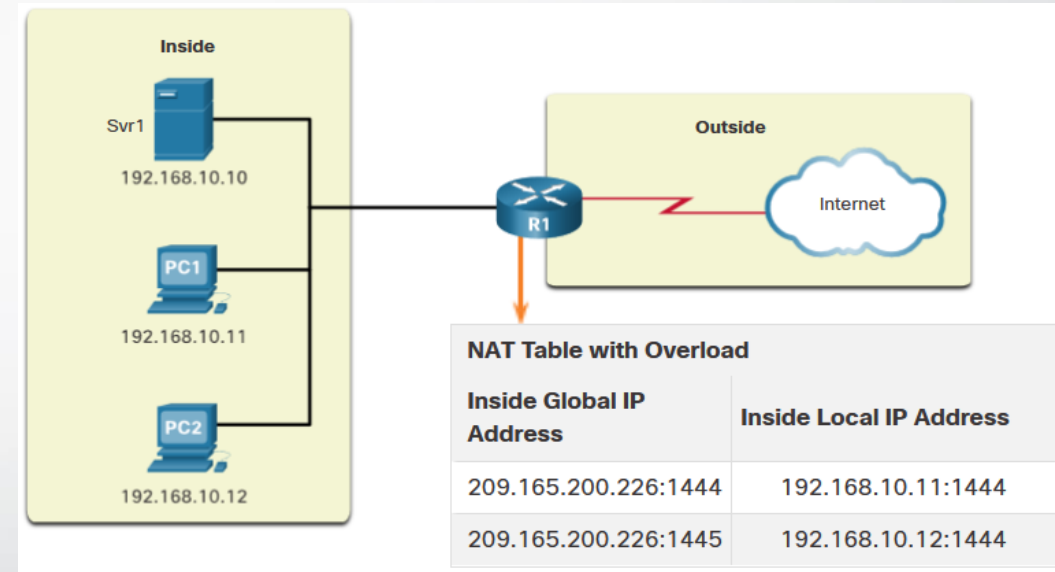 Inside
Svr1
192.168.10.10
PC1
192.168.10.11
PC2
192.168.10.12
R1
Outside
Internet
NAT Table with Overload
Inside Global IP
Address
Inside Local IP Address
209.165.200.226:1444 192.168.10.11:1444
209.165.200.226:1445 192.168.10.12:1444